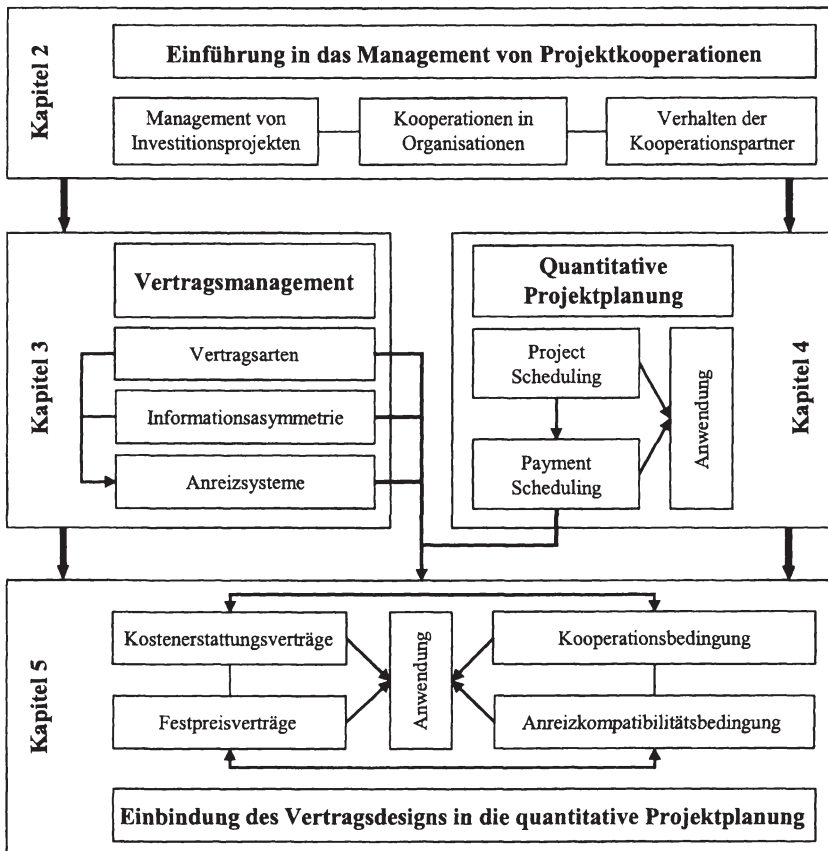 Kapitel 2
Einführung in das Management von Projektkooperationen
Management von
Investitionsprojekten
Kooperationen in
Organisationen
Verhalten der
Kooperationspartner
Kapitel 3
Vertragsmanagement
Vertragsarten
Informationsasymmetrie
Anreizsysteme
Quantitative
Projektplanung
Project
Scheduling
Payment
Scheduling
Anwendung
Kapitel 4
Kapitel 5
Kostenerstattungsverträge
Festpreisverträge
Anwendung
Kooperationsbedingung
Anreizkompatibilitätsbedingung
Einbindung des Vertragsdesigns in die quantitative Projektplanung